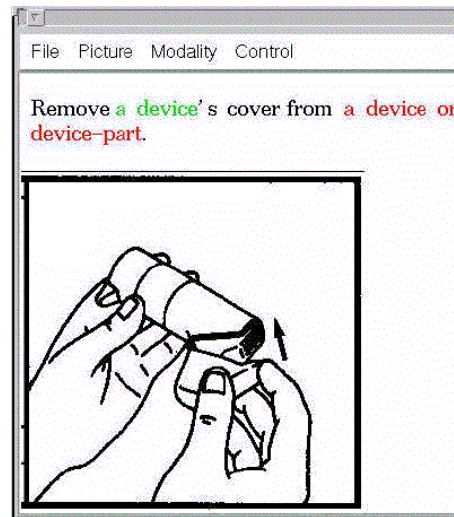 File Picture Modality Control
Remove a device's cover from a device or
device-part.